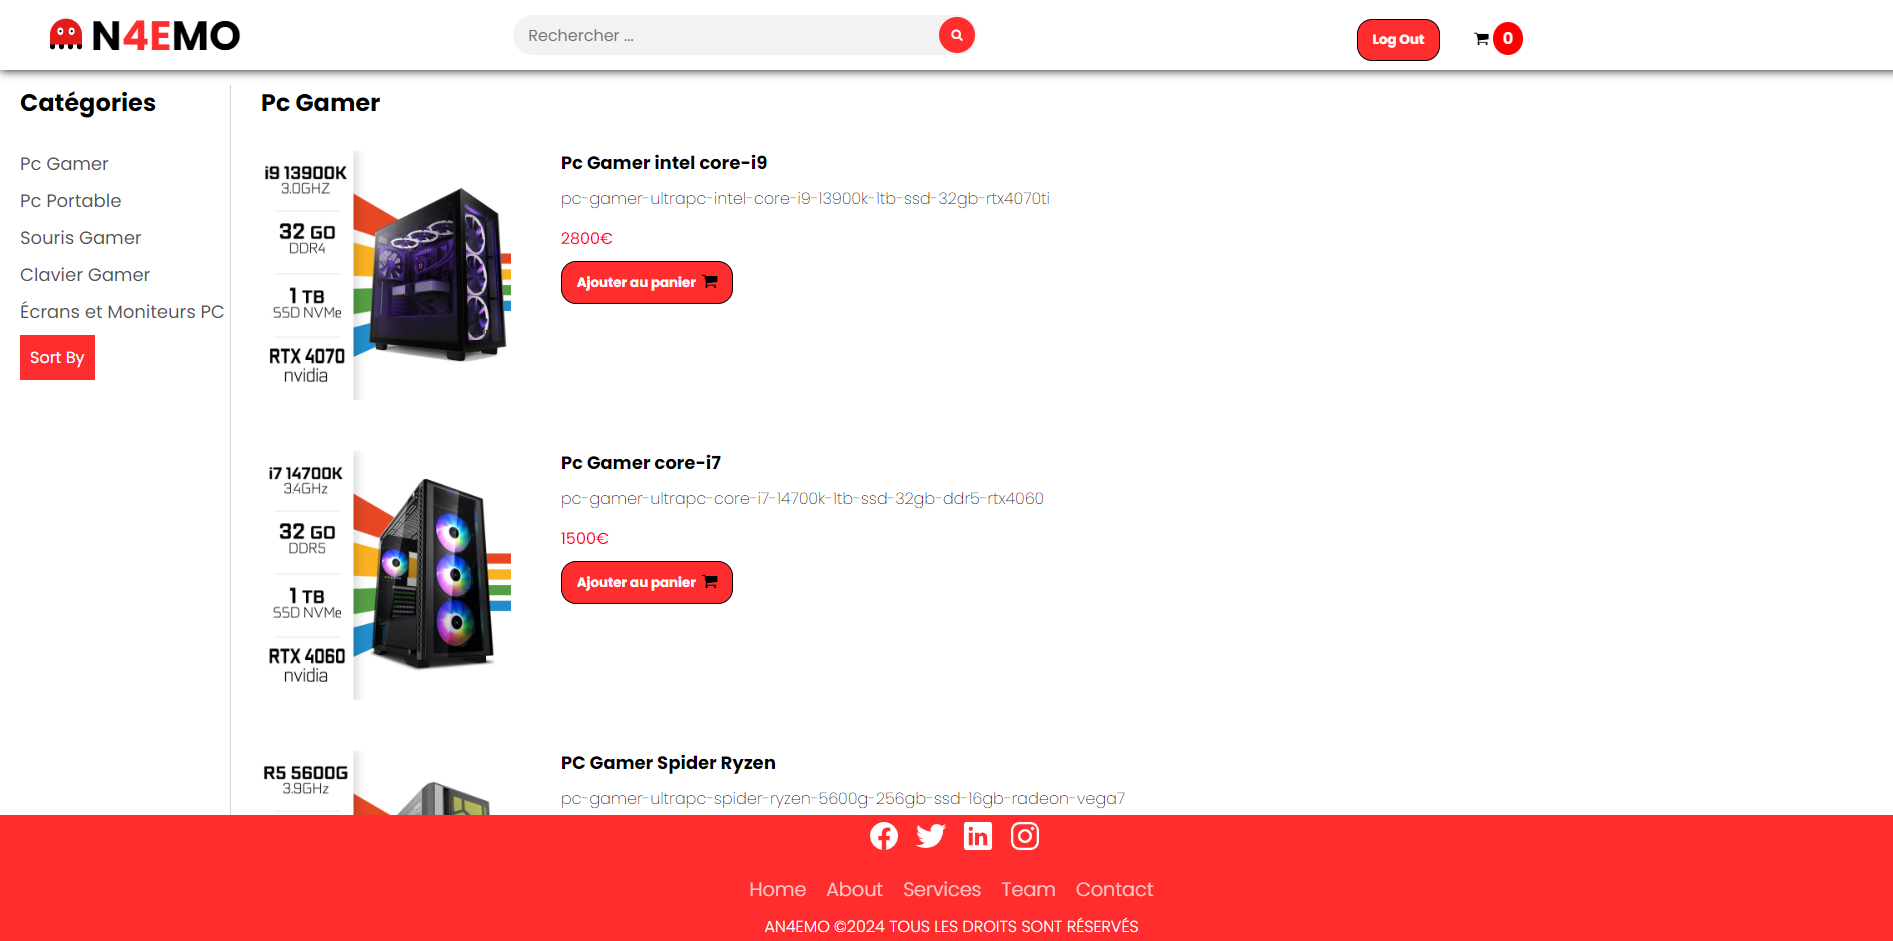 N4EMO
Rechercher ...
Log Out
0
Catégories
Pc Gamer
Pc Portable
Souris Gamer
Clavier Gamer
Écrans et Moniteurs PC
Sort By
Pc Gamer
i9 13900K
3.0GHZ
32 GO
DDR4
1 TB
SSD NVMe
RTX 4070
nvidia
Pc Gamer intel core-i9
pc-gamer-ultrapc-intel-core-i9-13900k-1tb-ssd-32gb-rtx4070ti
2800€
Ajouter au panier
i7 14700K
3.4GHz
32 GO
DDR5
1 TB
SSD NVMe
RTX 4060
nvidia
Pc Gamer core-i7
pc-gamer-ultrapc-core-i7-14700k-1tb-ssd-32gb-ddr5-rtx4060
1500€
Ajouter au panier
R5 5600G
3.9GHz
PC Gamer Spider Ryzen
pc-gamer-ultrapc-spider-ryzen-5600g-256gb-ssd-16gb-radeon-vega7
Home About Services Team Contact
AN4EMO ©2024 TOUS LES DROITS SONT RÉSERVÉS